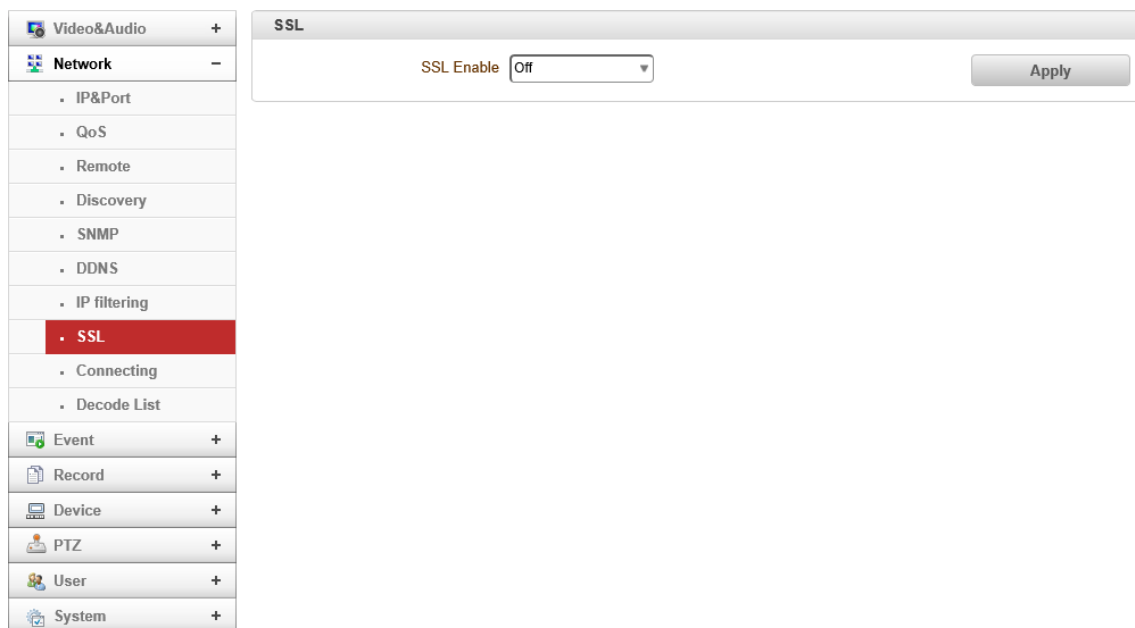 Video&Audio +
Network −
IP&Port
QoS
Remote
Discovery
SNMP
DDNS
IP filtering
SSL
Connecting
Decode List
Event +
Record +
Device +
PTZ +
User +
System +
SSL
SSL Enable Off
Apply